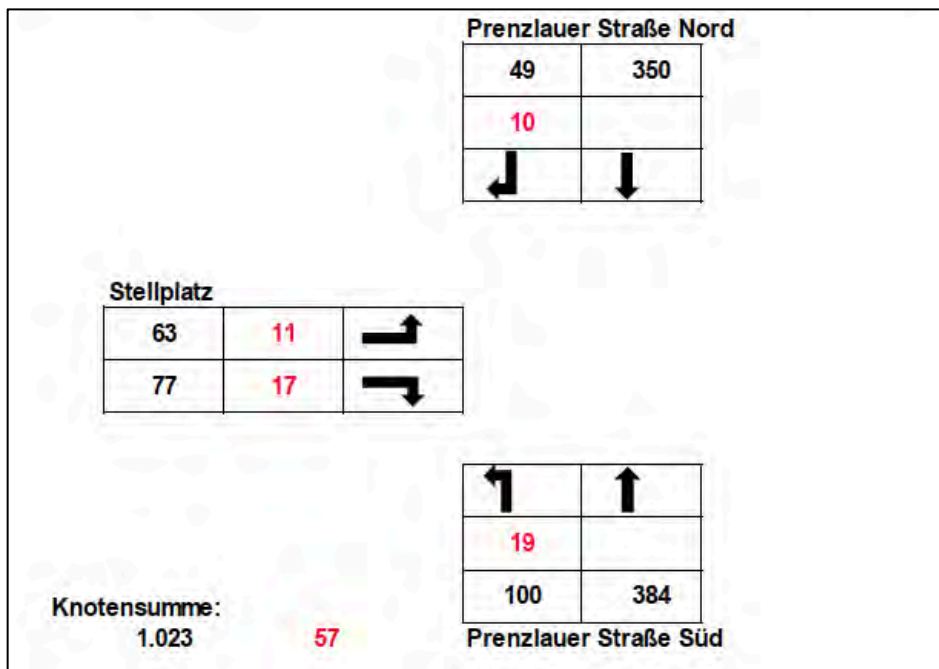 Prenzlauer Straße Nord
49 350
10
Stellplatz
63 11
77 17
19
100 384
Knotensumme:
1.023 57
Prenzlauer Straße Süd